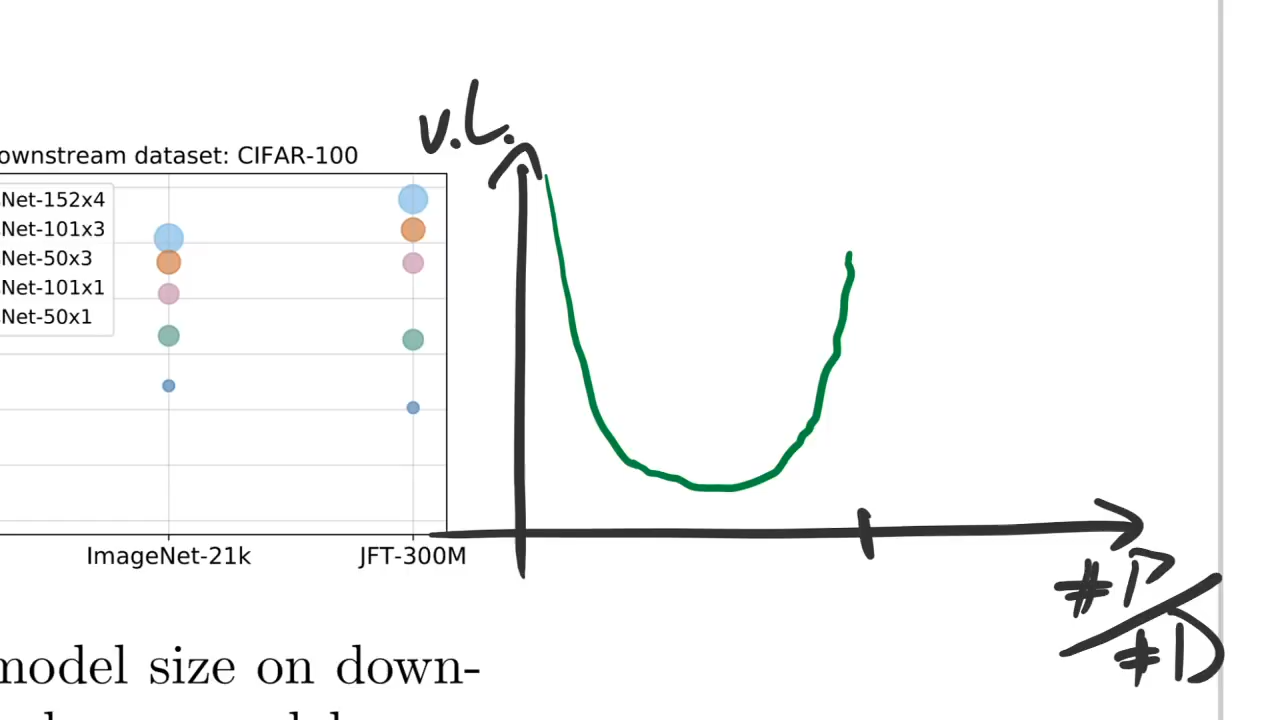 v.L.
ownstream dataset: CIFAR-100
Net-152x4
Net-101x3
Net-50x3
Net-101x1
Net-50x1
ImageNet-21k JFT-300M
#P/#D
model size on down-